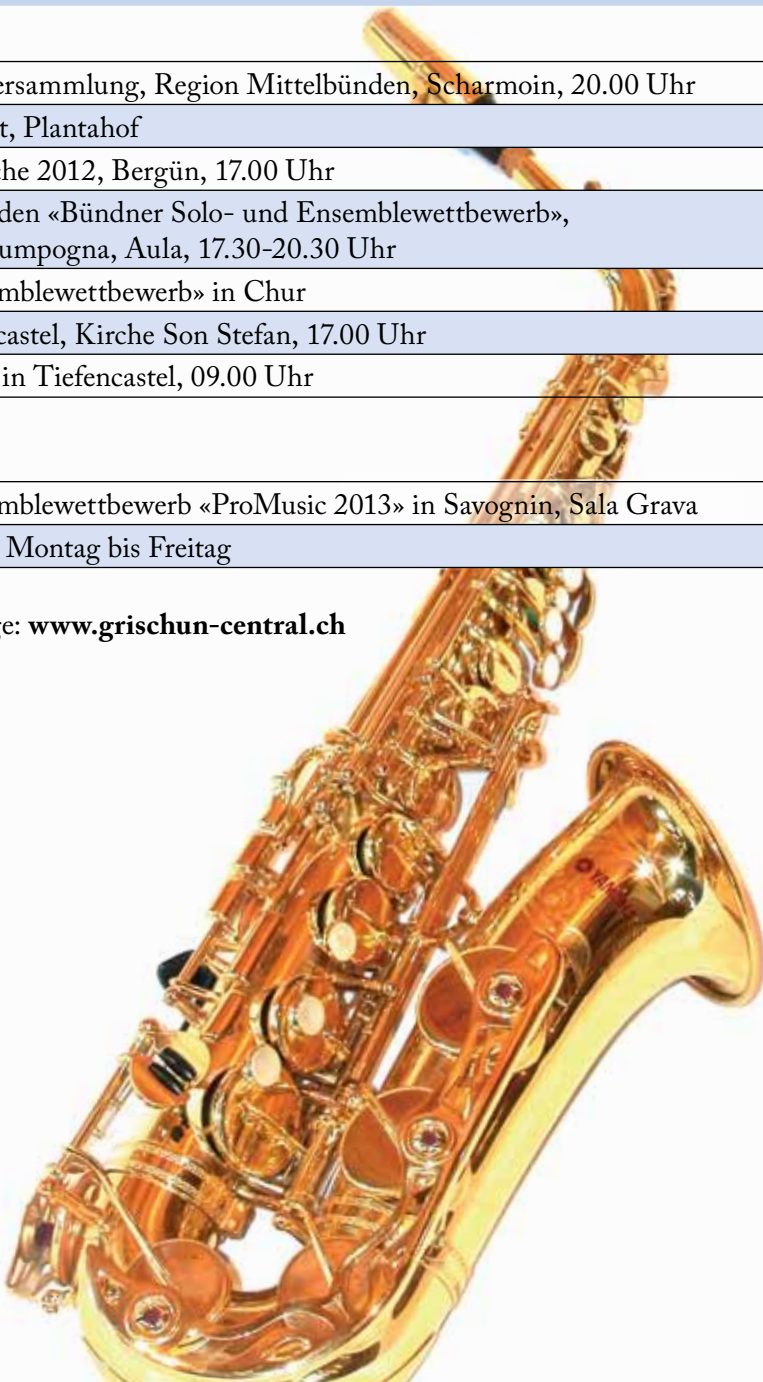 ersammlung, Region Mittelbünden, Scharmoin, 20.00 Uhr
t, Plantahof
che 2012, Bergün, 17.00 Uhr
den «Bündner Solo- und Ensemblewettbewerb»,
umpogna, Aula, 17.30-20.30 Uhr
mblewettbewerb» in Chur
castel, Kirche Son Stefan, 17.00 Uhr
in Tiefencastel, 09.00 Uhr
mblewettbewerb «ProMusic 2013» in Savognin, Sala Grava
Montag bis Freitag
e: www.grischun-central.ch
YAMAHA